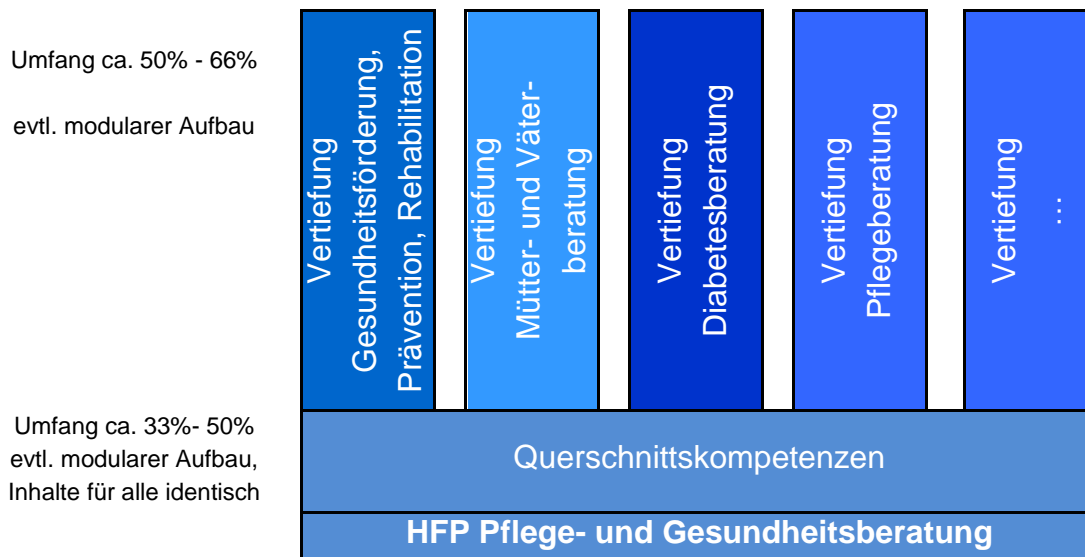 Umfang ca. 50% - 66%
evtl. modularer Aufbau
Vertiefung
Gesundheitsförderung,
Prävention, Rehabilitation
Vertiefung
Mütter- und Väter-
beratung
Vertiefung
Diabetesberatung
Vertiefung
Pflegeberatung
Vertiefung
...
Umfang ca. 33%- 50%
evtl. modularer Aufbau,
Inhalte für alle identisch
Querschnittskompetenzen
HFP Pflege- und Gesundheitsberatung